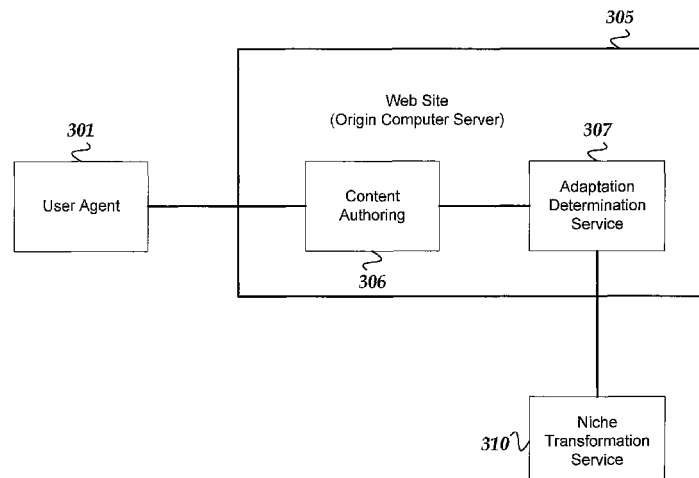 305
Web Site
(Origin Computer Server)
301
307
User Agent
Content
Authoring
Adaptation
Determination
Service
306
310
Niche
Transformation
Service